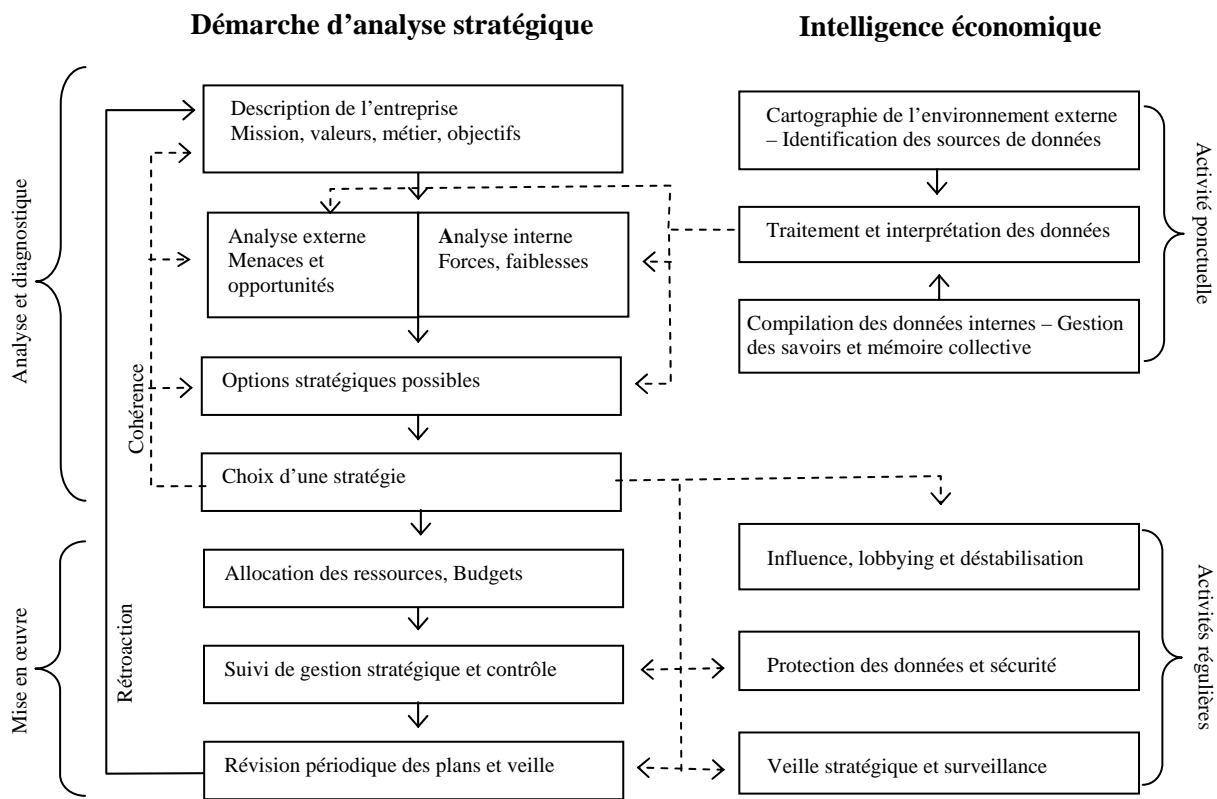 Démarche d’analyse stratégique
Intelligence économique
Analyse et diagnostique
Description de l’entreprise
Mission, valeurs, métier, objectifs
Analyse externe
Menaces et
opportunités
Analyse interne
Forces, faiblesses
Options stratégiques possibles
Cohérence
Choix d’une stratégie
Mise en œuvre
Allocation des ressources, Budgets
Suivi de gestion stratégique et contrôle
Rétroaction
Révision périodique des plans et veille
Cartographie de l’environnement externe
– Identification des sources de données
Traitement et interprétation des données
Compilation des données internes – Gestion
des savoirs et mémoire collective
Activité ponctuelle
Influence, lobbying et déstabilisation
Protection des données et sécurité
Veille stratégique et surveillance
Activités régulières